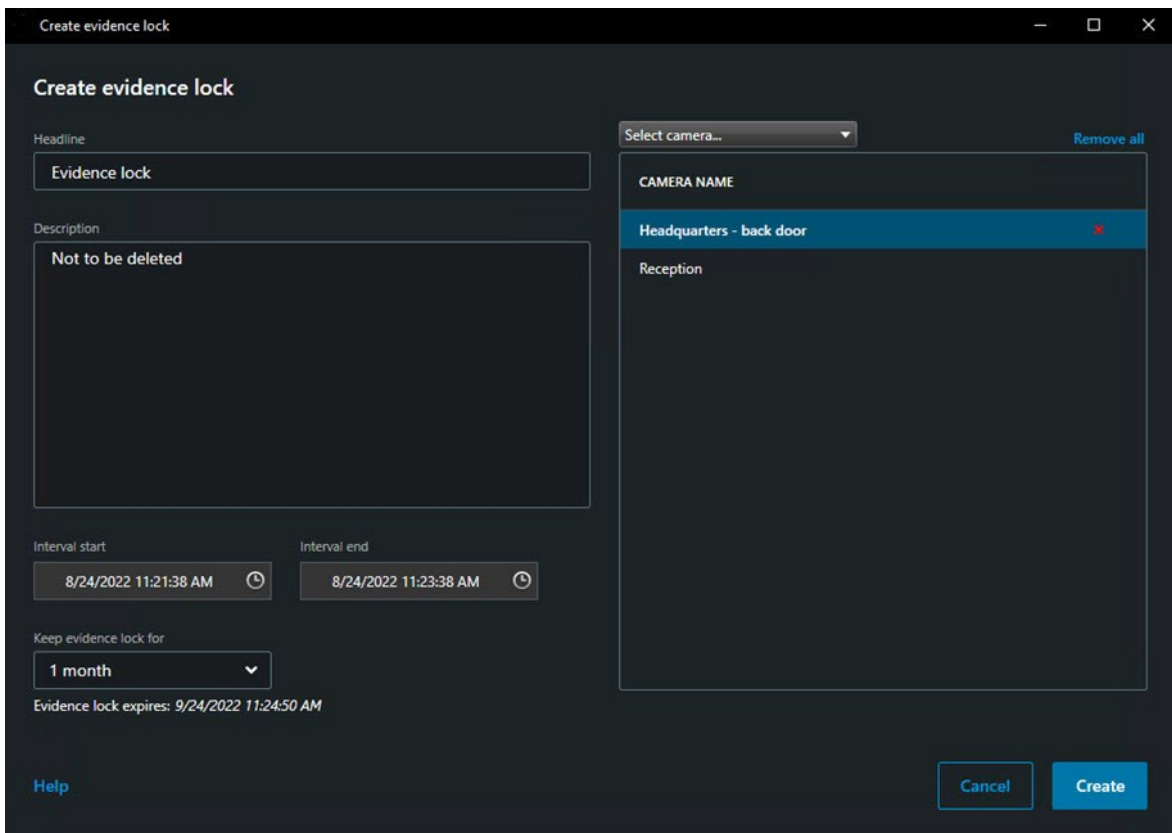 Create evidence lock
Create evidence lock
Headline
Evidence lock
Description
Not to be deleted
Interval start
Interval end
8/24/2022 11:21:38 AM
8/24/2022 11:23:38 AM
Keep evidence lock for
1 month
Evidence lock expires: 9/24/2022 11:24:50 AM
Select camera...
Remove all
CAMERA NAME
Headquarters - back door
Reception
Help
Cancel
Create